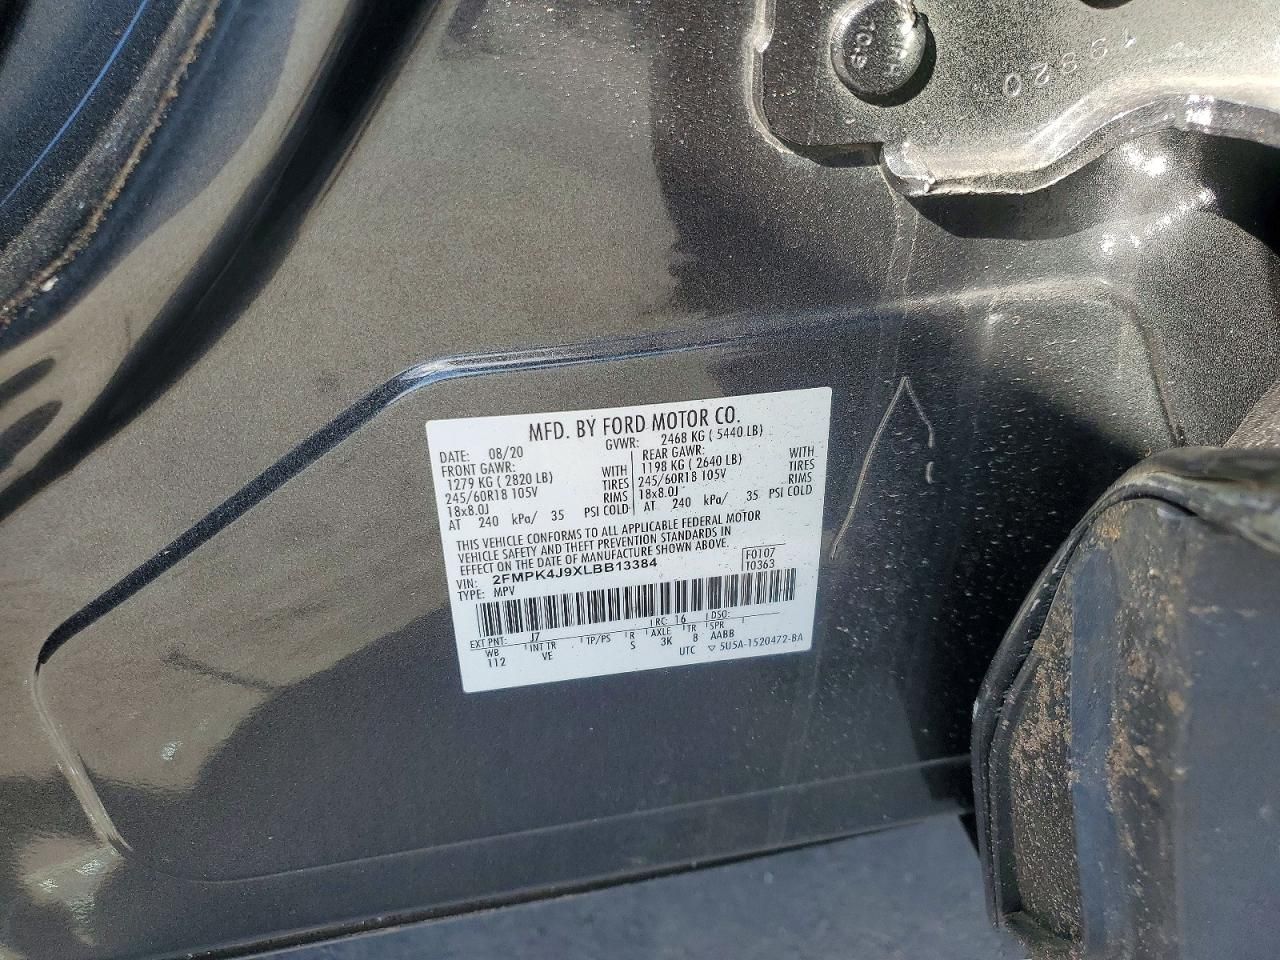 19820
MFD. BY FORD MOTOR CO.
DATE: 08/20 GVWR: 2468 KG ( 5440 LB)
FRONT GAWR: REAR GAWR:
1279 KG ( 2820 LB) WITH 1198 KG ( 2640 LB) WITH
245/60R18 105V TIRES 245/60R18 105V TIRES
18x8.0J RIMS 18x8.0J RIMS
AT 240 kPa/ 35 PSI COLD AT 240 kPa/ 35 PSI COLD
THIS VEHICLE CONFORMS TO ALL APPLICABLE FEDERAL MOTOR
VEHICLE SAFETY AND THEFT PREVENTION STANDARDS IN
EFFECT ON THE DATE OF MANUFACTURE SHOWN ABOVE.
VIN: 2FMPK4J9XLBB13384 F0107
TYPE: MPV T0363
EXT PNT: J7 RC: 16 DSO:
WB INT TR TP/PS R AXLE TR SPR
112 VE S 3K 8 AABB
UTC ▽ 5U5A-1520472-BA